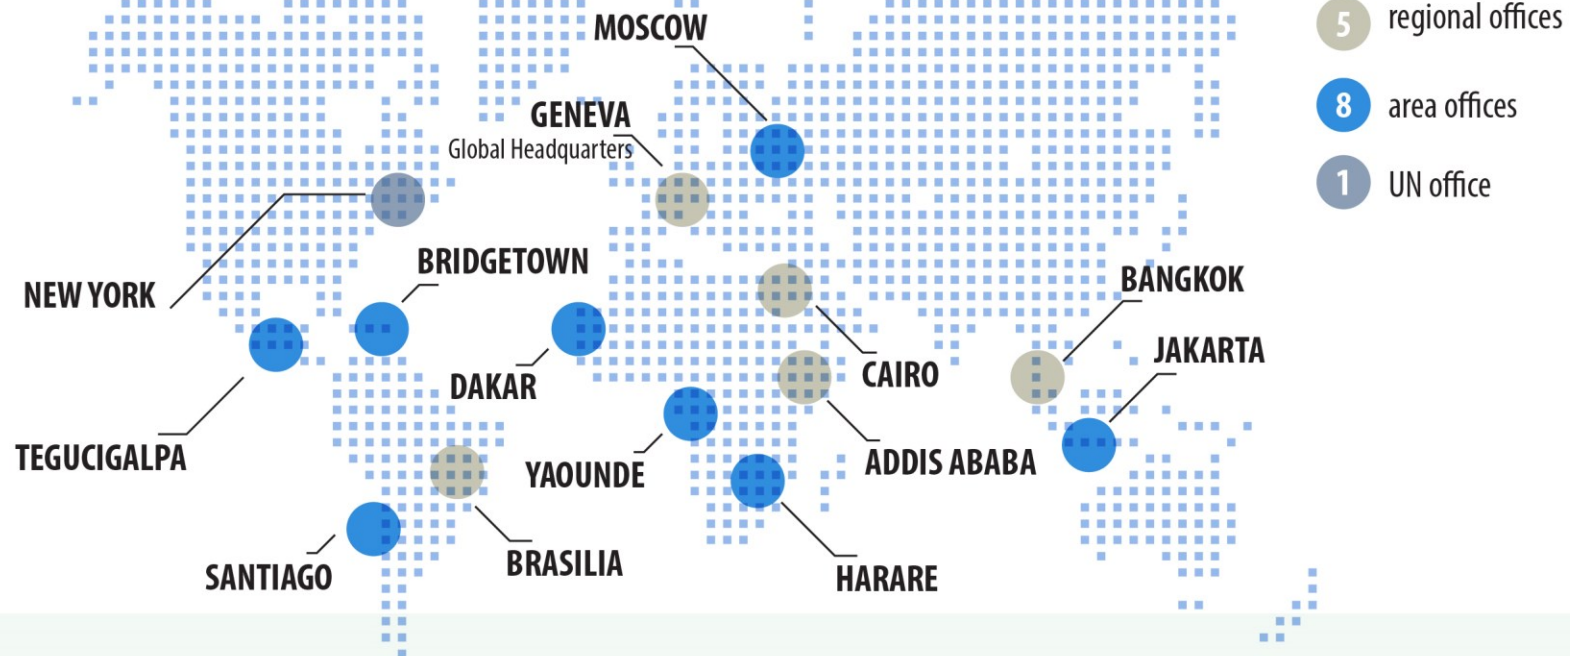 MOSCOW
5 regional offices
GENEVA
Global Headquarters
8 area offices
1 UN office
BRIDGETOWN
NEW YORK
BANGKOK
JAKARTA
DAKAR
CAIRO
TEGUCIGALPA
YAOUNDE
ADDIS ABABA
SANTIAGO
BRASILIA
HARARE